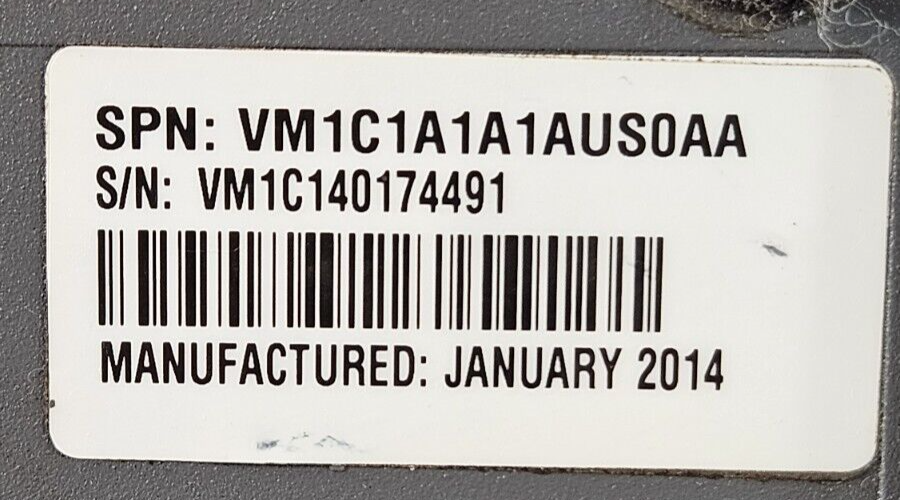 SPN: VM1C1A1A1AUS0AA
S/N: VM1C140174491
MANUFACTURED: JANUARY 2014